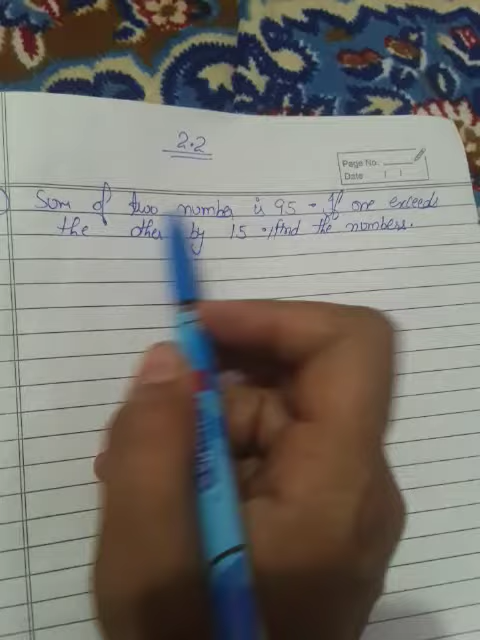 2.2
Page No.
Date
Sum of two number is 95. If one exceeds
the other by 15, find the numbers.